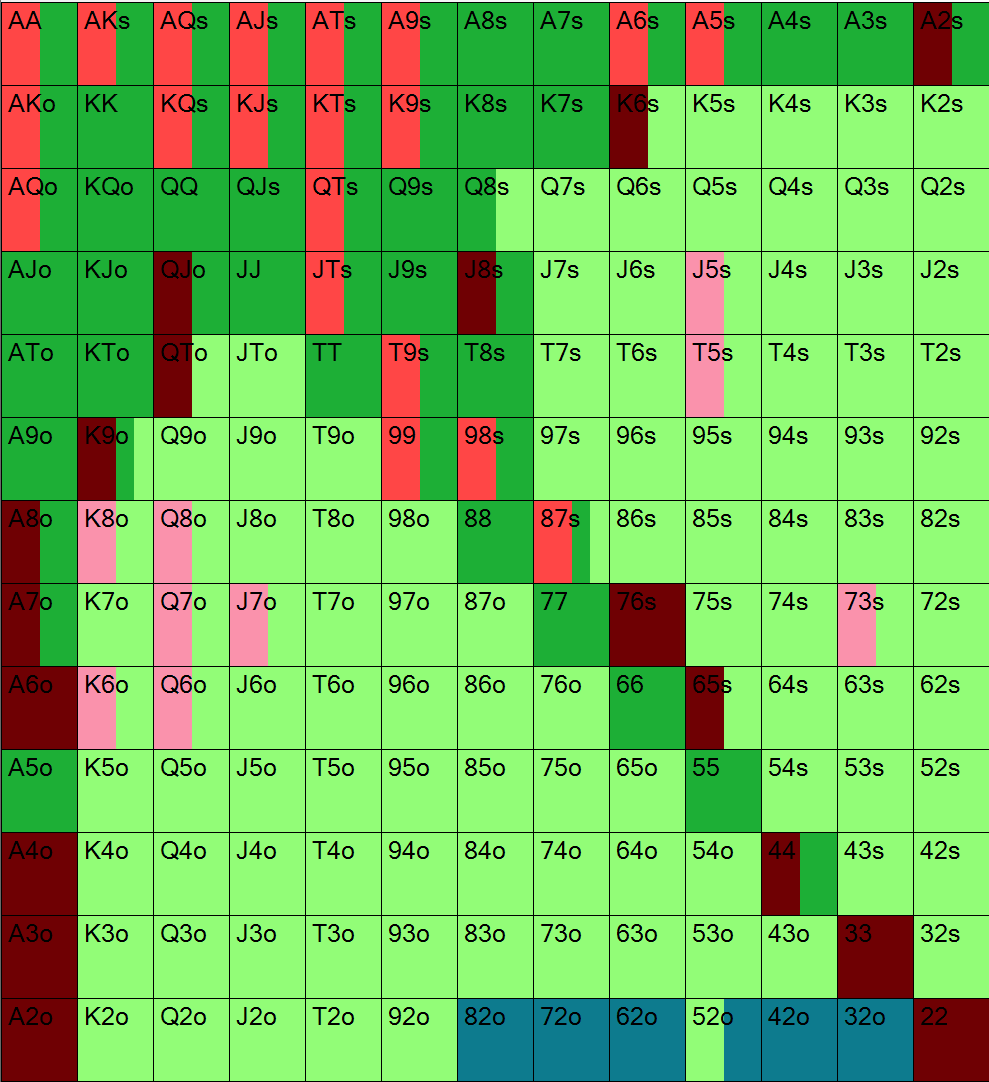 AA AKs AQs AJs ATs A9s A8s A7s A6s A5s A4s A3s A2s
AKo KK KQs KJs KTs K9s K8s K7s K6s K5s K4s K3s K2s
AQo KQo QQ QJs QTs Q9s Q8s Q7s Q6s Q5s Q4s Q3s Q2s
AJo KJo QJo JJ JTs J9s J8s J7s J6s J5s J4s J3s J2s
ATo KTo QTo JTo TT T9s T8s T7s T6s T5s T4s T3s T2s
A9o K9o Q9o J9o T9o 99 98s 97s 96s 95s 94s 93s 92s
A8o K8o Q8o J8o T8o 98o 88 87s 86s 85s 84s 83s 82s
A7o K7o Q7o J7o T7o 97o 87o 77 76s 75s 74s 73s 72s
A6o K6o Q6o J6o T6o 96o 86o 76o 66 65s 64s 63s 62s
A5o K5o Q5o J5o T5o 95o 85o 75o 65o 55 54s 53s 52s
A4o K4o Q4o J4o T4o 94o 84o 74o 64o 54o 44 43s 42s
A3o K3o Q3o J3o T3o 93o 83o 73o 63o 53o 43o 33 32s
A2o K2o Q2o J2o T2o 92o 82o 72o 62o 52o 42o 32o 22